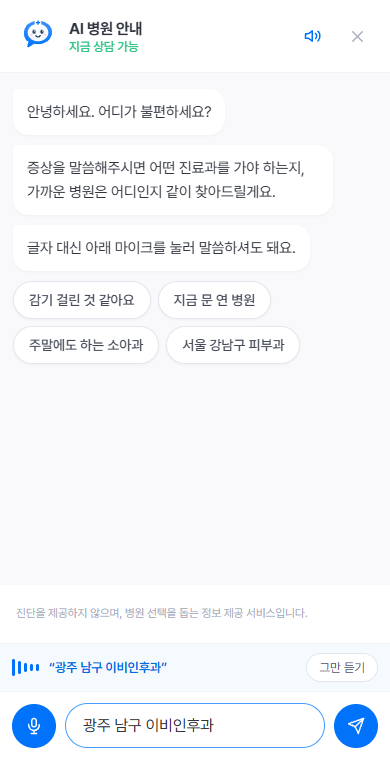 AI 병원 안내
지금 상담 가능
안녕하세요. 어디가 불편하세요?
증상을 말씀해주시면 어떤 진료과를 가야 하는지,
가까운 병원은 어디인지 같이 찾아드릴게요.
글자 대신 아래 마이크를 눌러 말씀하셔도 돼요.
감기 걸린 것 같아요
지금 문 연 병원
주말에도 하는 소아과
서울 강남구 피부과
진단을 제공하지 않으며, 병원 선택을 돕는 정보 제공 서비스입니다.
“광주 남구 이비인후과”
그만 듣기
광주 남구 이비인후과